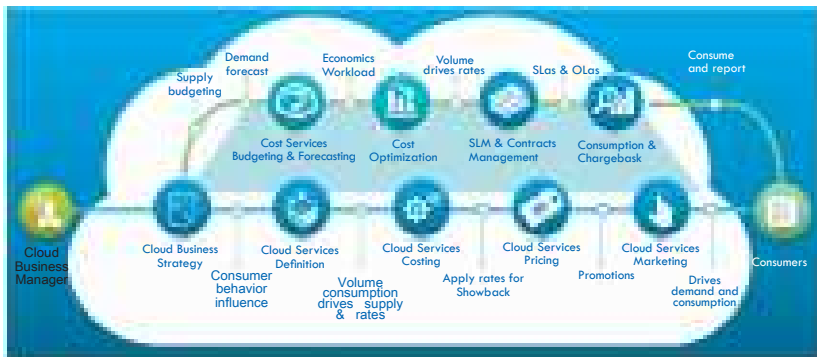 Demand
forecast
Supply
budgeting
Economics
Workload
Volume
drives rates
SLas & OLas
Consume
and report
Cost Services
Budgeting & Forecasting
Cost
Optimization
SLM & Contracts
Management
Consumption &
Chargebask
Cloud
Business
Manager
Cloud Business
Strategy
Cloud Services
Definition
Cloud Services
Costing
Cloud Services
Pricing
Cloud Services
Marketing
Consumers
Consumer
behavior
influence
Volume
consumption
drives supply
& rates
Apply rates for
Showback
Promotions
Drives
demand and
consumption